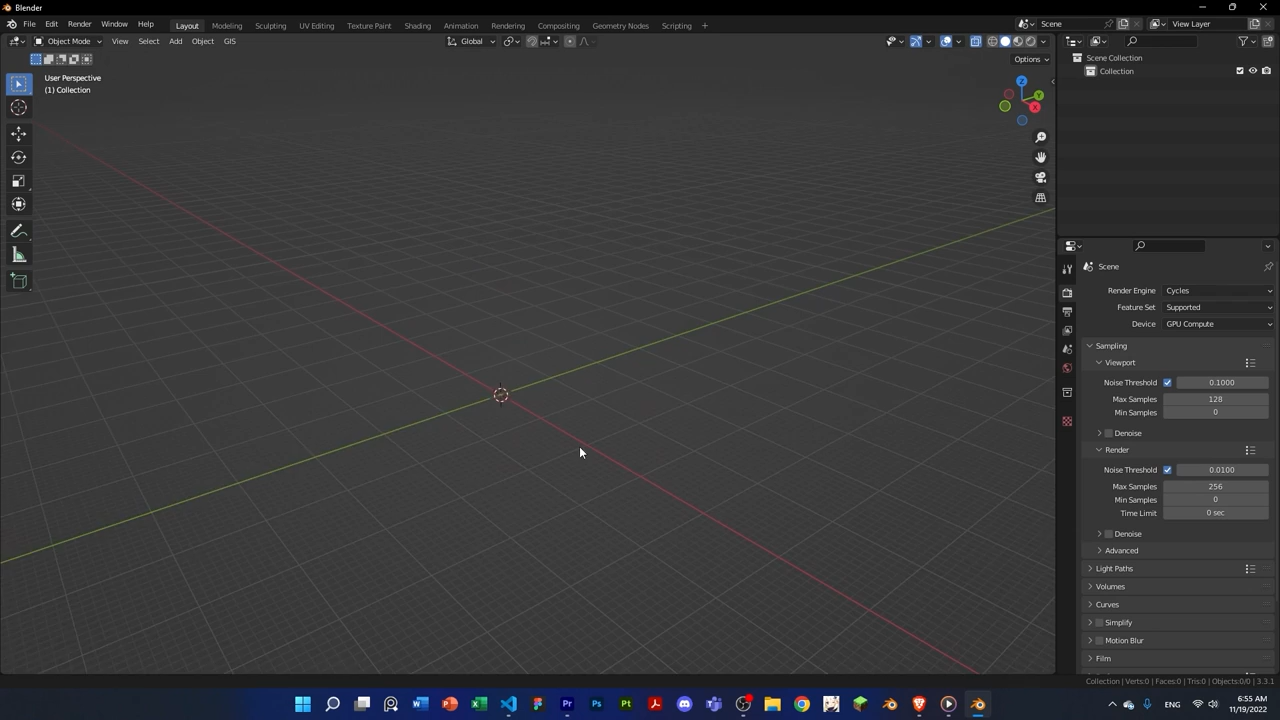 Blender
File Edit Render Window Help Layout Modeling Sculpting UV Editing Texture Paint Shading Animation Rendering Compositing Geometry Nodes Scripting + Scene View Layer
Object Mode View Select Add Object GIS Global
Options
User Perspective
(1) Collection
Z
Y
X
Scene Collection
Collection
Scene
Render Engine Cycles
Feature Set Supported
Device GPU Compute
Sampling
Viewport
Noise Threshold 0.1000
Max Samples 128
Min Samples 0
Denoise
Render
Noise Threshold 0.0100
Max Samples 256
Min Samples 0
Time Limit 0 sec
Denoise
Advanced
Light Paths
Volumes
Curves
Simplify
Motion Blur
Film
Collection | Verts:0 | Faces:0 | Tris:0 | Objects:0/0 | 3.3.1
W P X Pr Ps Pt ENG 6:55 AM
11/19/2022